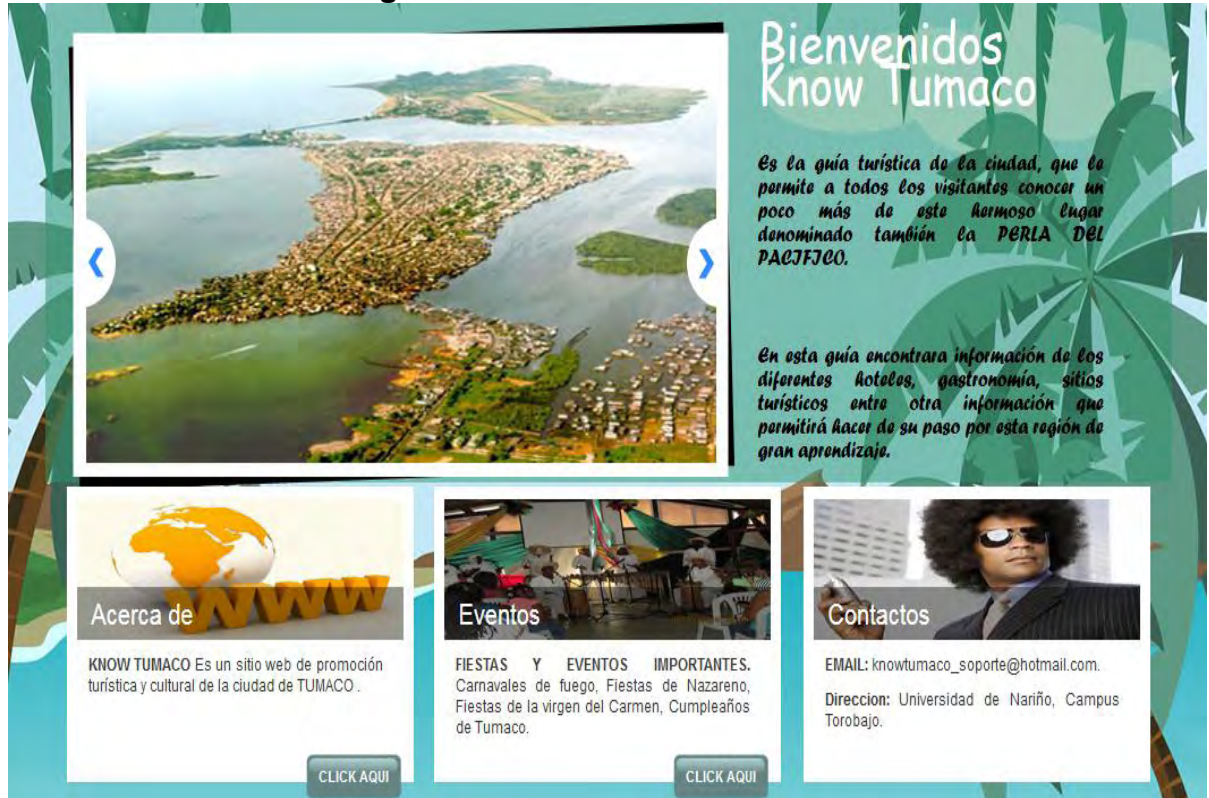 Bienvenidos
Know Tumaco
Es la guía turística de la ciudad, que le
permite a todos los visitantes conocer un
poco más de este hermoso lugar
denominado también la PERLA DEL
PACIFICO.
En esta guía encontrara información de los
diferentes hoteles, gastronomía, sitios
turísticos entre otra información que
permitirá hacer de su paso por esta región de
gran aprendizaje.
WWW
Acerca de
KNOW TUMACO Es un sitio web de promoción
turística y cultural de la ciudad de TUMACO .
CLICK AQUI
Eventos
FIESTAS Y EVENTOS IMPORTANTES.
Carnavales de fuego, Fiestas de Nazareno,
Fiestas de la virgen del Carmen, Cumpleaños
de Tumaco.
CLICK AQUI
Contactos
EMAIL: knowtumaco_soporte@hotmail.com.
Direccion: Universidad de Nariño, Campus
Torobajo.